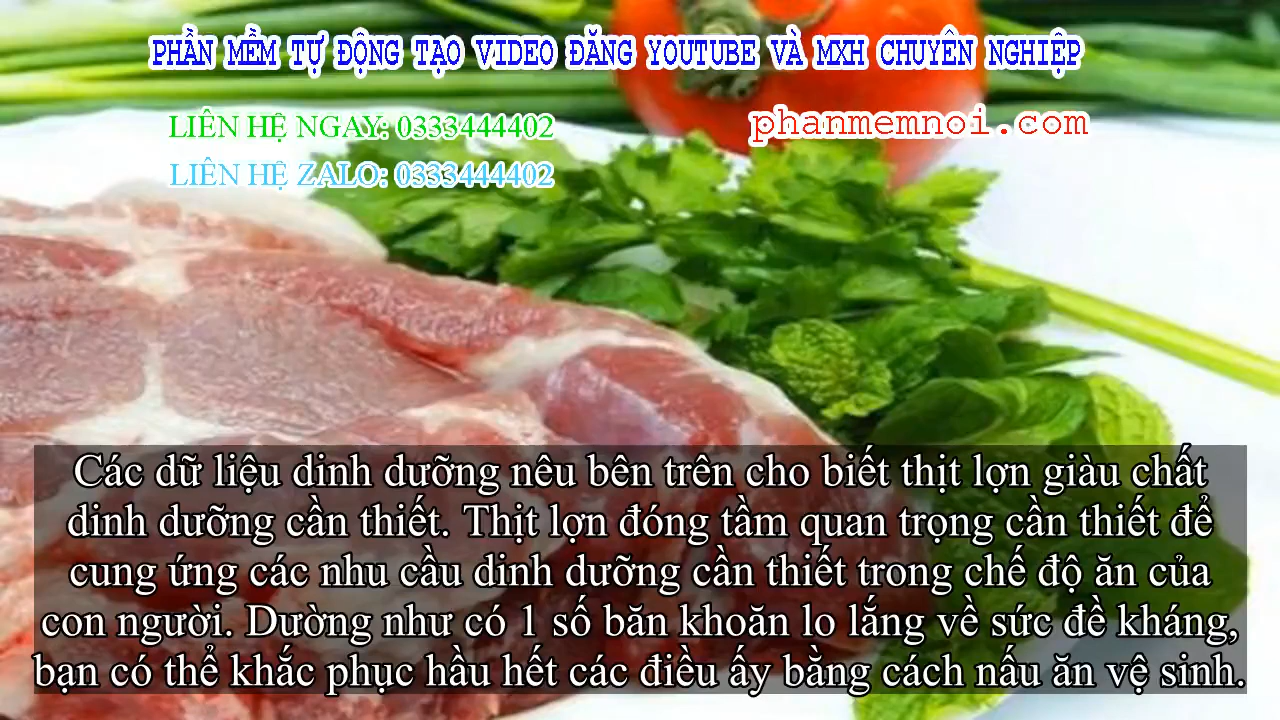 PHẦN MỀM TỰ ĐỘNG TẠO VIDEO ĐĂNG YOUTUBE VÀ MXH CHUYÊN NGHIỆP
LIÊN HỆ NGAY: 0333444402
phanmemnoi.com
LIÊN HỆ ZALO: 0333444402
Các dữ liệu dinh dưỡng nêu bên trên cho biết thịt lợn giàu chất
dinh dưỡng cần thiết. Thịt lợn đóng tầm quan trọng cần thiết để
cung ứng các nhu cầu dinh dưỡng cần thiết trong chế độ ăn của
con người. Dường như có 1 số băn khoăn lo lắng về sức đề kháng,
bạn có thể khắc phục hầu hết các điều ấy bằng cách nấu ăn vệ sinh.